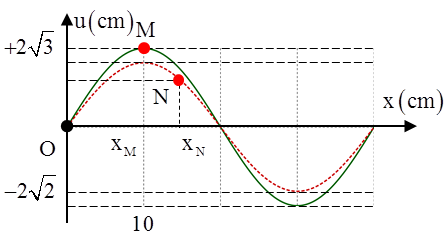 u(cm) M
+2√3
N
x(cm)
O x_M x_N
−2√2
10